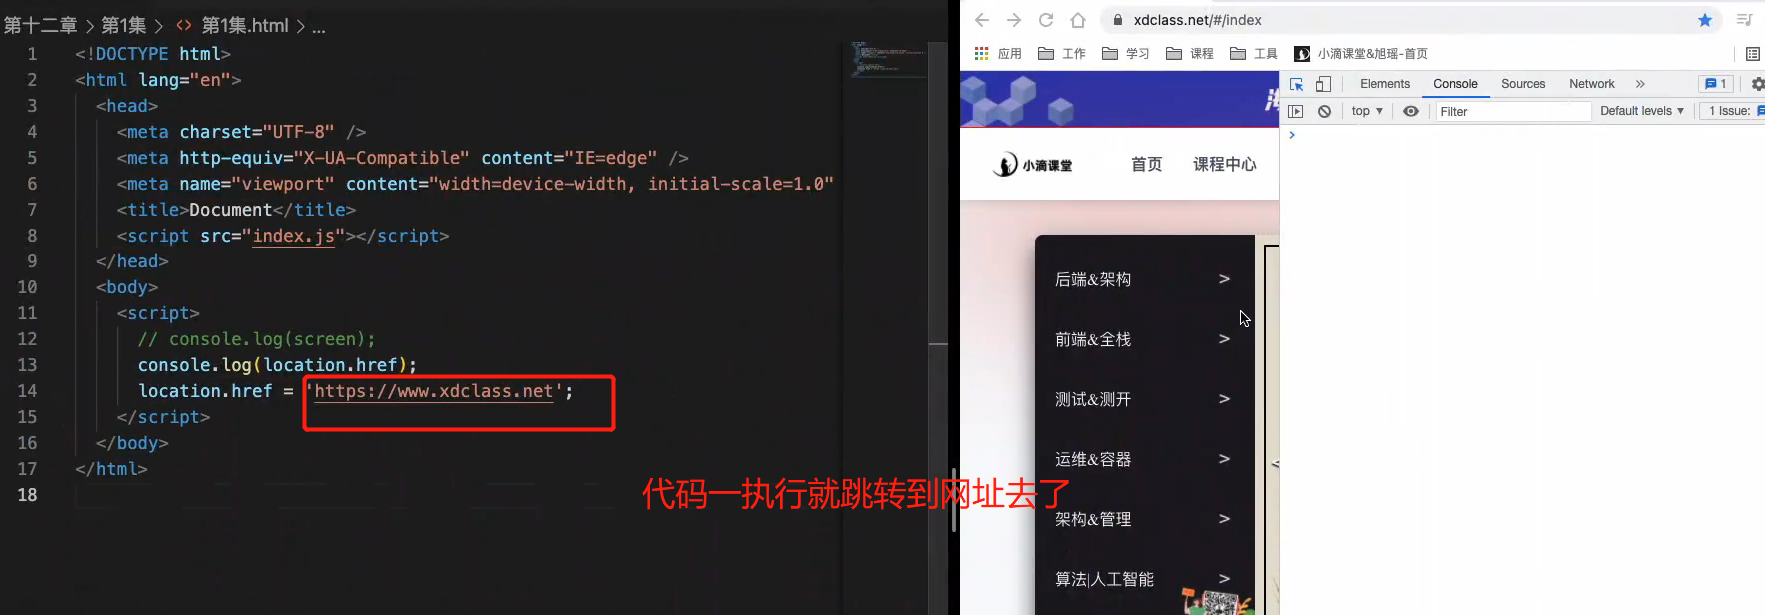 第十二章 > 第1集 > <> 第1集.html > ...
1 <!DOCTYPE html>
2 <html lang="en">
3 <head>
4 <meta charset="UTF-8" />
5 <meta http-equiv="X-UA-Compatible" content="IE=edge" />
6 <meta name="viewport" content="width=device-width, initial-scale=1.0"
7 <title>Document</title>
8 <script src="index.js"></script>
9 </head>
10 <body>
11 <script>
12 // console.log(screen);
13 console.log(location.href);
14 location.href = 'https://www.xdclass.net';
15 </script>
16 </body>
17 </html>
18
代码一执行就跳转到网址去了
xdclass.net/#/index
应用 工作 学习 课程 工具 小滴课堂&旭瑶-首页
Elements Console Sources Network » 1
top ▼ Filter Default levels ▼ 1 Issue:
>
小滴课堂 首页 课程中心
后端&架构 >
前端&全栈 >
测试&测开 >
运维&容器 >
架构&管理 >
算法|人工智能 >